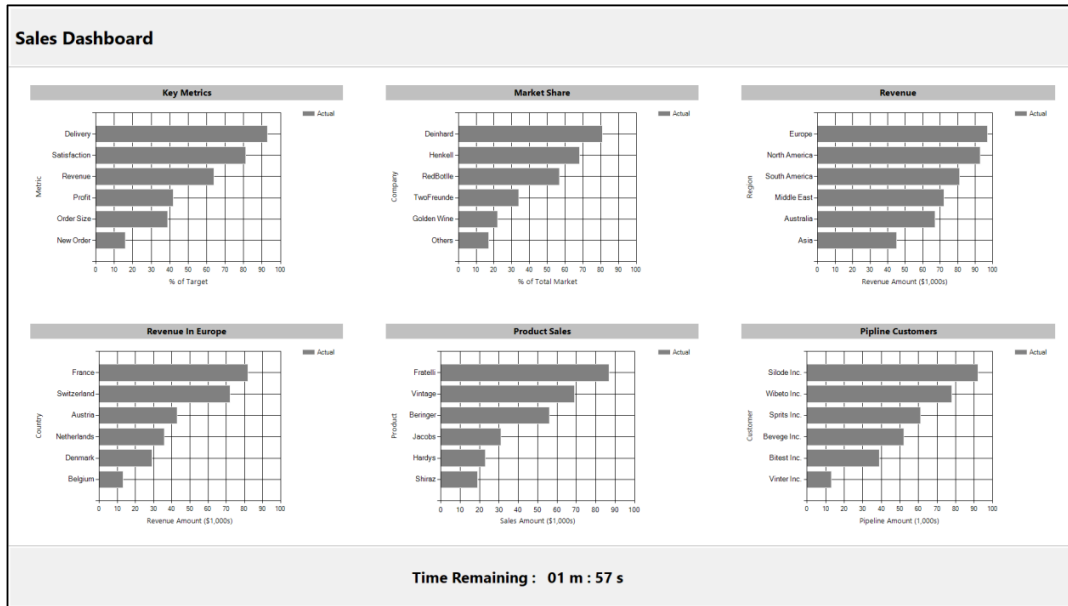 Sales Dashboard
Key Metrics
Actual
Metric
Delivery
Satisfaction
Revenue
Profit
Order Size
New Order
0 10 20 30 40 50 60 70 80 90 100
% of Target
Market Share
Actual
Company
Deinhard
Henkell
RedBotlle
TwoFreunde
Golden Wine
Others
0 10 20 30 40 50 60 70 80 90 100
% of Total Market
Revenue
Actual
Region
Europe
North America
South America
Middle East
Australia
Asia
0 10 20 30 40 50 60 70 80 90 100
Revenue Amount ($1,000s)
Revenue In Europe
Actual
Country
France
Switzerland
Austria
Netherlands
Denmark
Belgium
0 10 20 30 40 50 60 70 80 90 100
Revenue Amount ($1,000s)
Product Sales
Actual
Product
Fratelli
Vintage
Beringer
Jacobs
Hardys
Shiraz
0 10 20 30 40 50 60 70 80 90 100
Sales Amount ($1,000s)
Pipline Customers
Actual
Customer
Silode Inc.
Wibeto Inc.
Sprits Inc.
Bevege Inc.
Bitest Inc.
Vinter Inc.
0 10 20 30 40 50 60 70 80 90 100
Pipeline Amount (1,000s)
Time Remaining : 01 m : 57 s